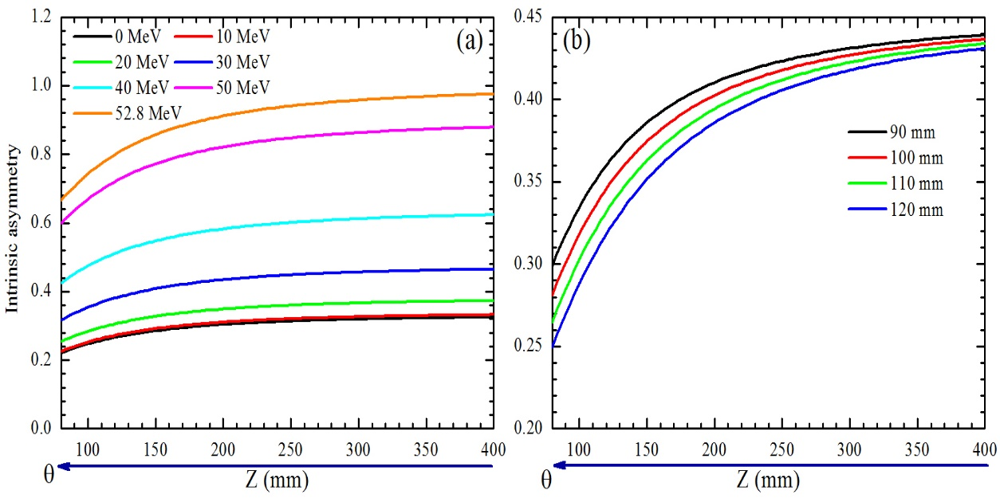 1.2
1.0
0.8
0.6
0.4
0.2
0.0
Intrinsic asymmetry
0 MeV 10 MeV
20 MeV 30 MeV
40 MeV 50 MeV
52.8 MeV
(a)
100 150 200 250 300 350 400
θ
Z (mm)
0.45
0.40
0.35
0.30
0.25
0.20
(b)
90 mm
100 mm
110 mm
120 mm
100 150 200 250 300 350 400
θ
Z (mm)